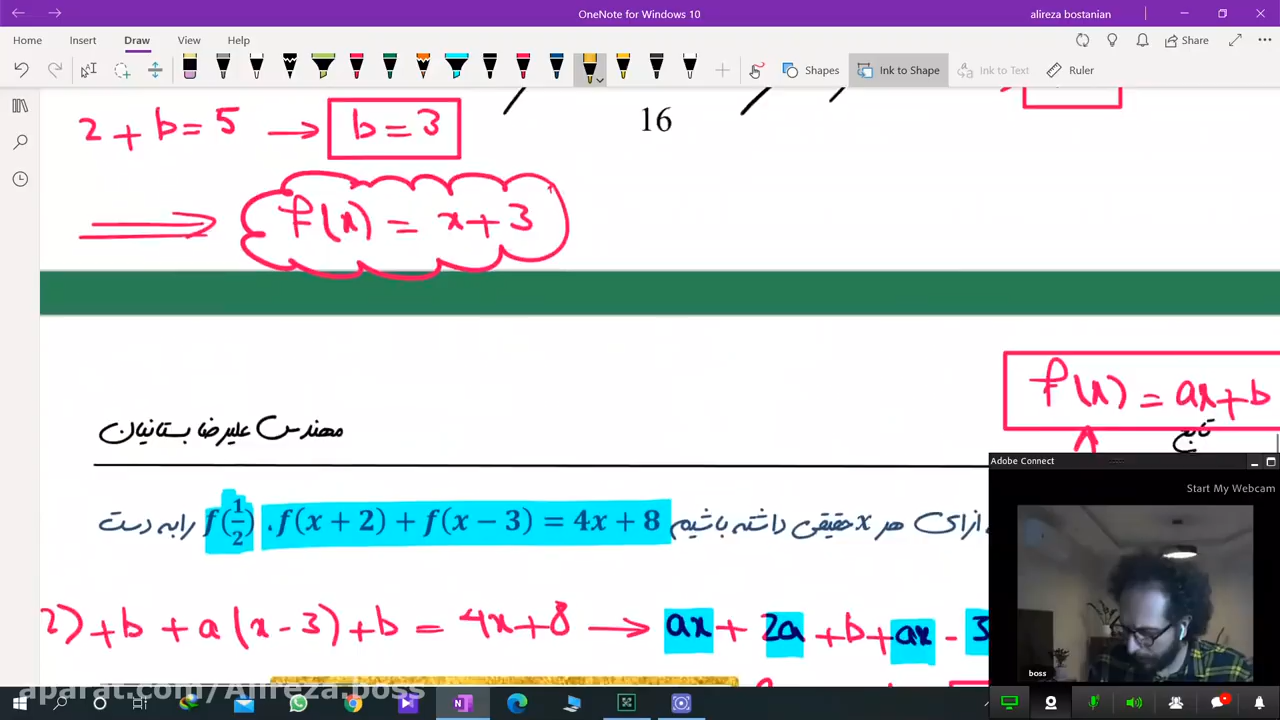 OneNote for Windows 10
alireza bostanian
Home Insert Draw View Help
Share
Shapes Ink to Shape Ink to Text Ruler
2 + b = 5 → b = 3
16
f(x) = x + 3
f(x) = ax + b
مهندس علیرضا بستانیان
تابع
Adobe Connect
Start My Webcam
ازای هر x حقیقی داشته باشیم f(x + 2) + f(x − 3) = 4x + 8. f(1/2) را به دست
2) + b + a(x - 3) + b = 4x + 8 → ax + 2a + b + ax - 3
boss
aparat.com/Alireza.boss